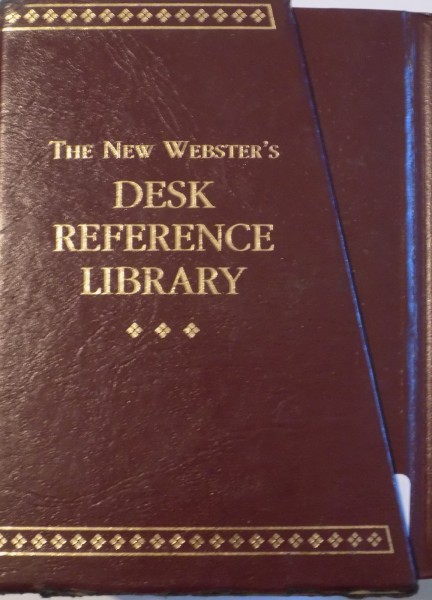 THE NEW WEBSTER'S
DESK
REFERENCE
LIBRARY